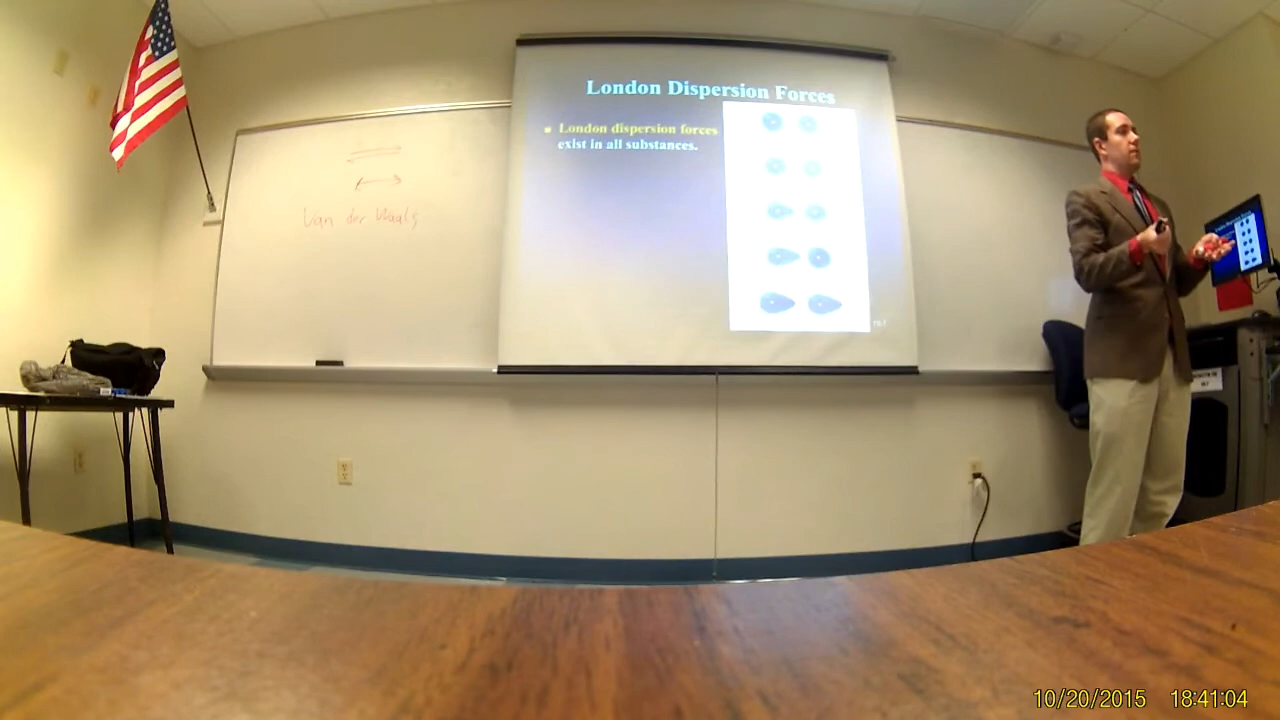 Van der Waals
London Dispersion Forces
▪ London dispersion forces
exist in all substances.
10/20/2015 18:41:04